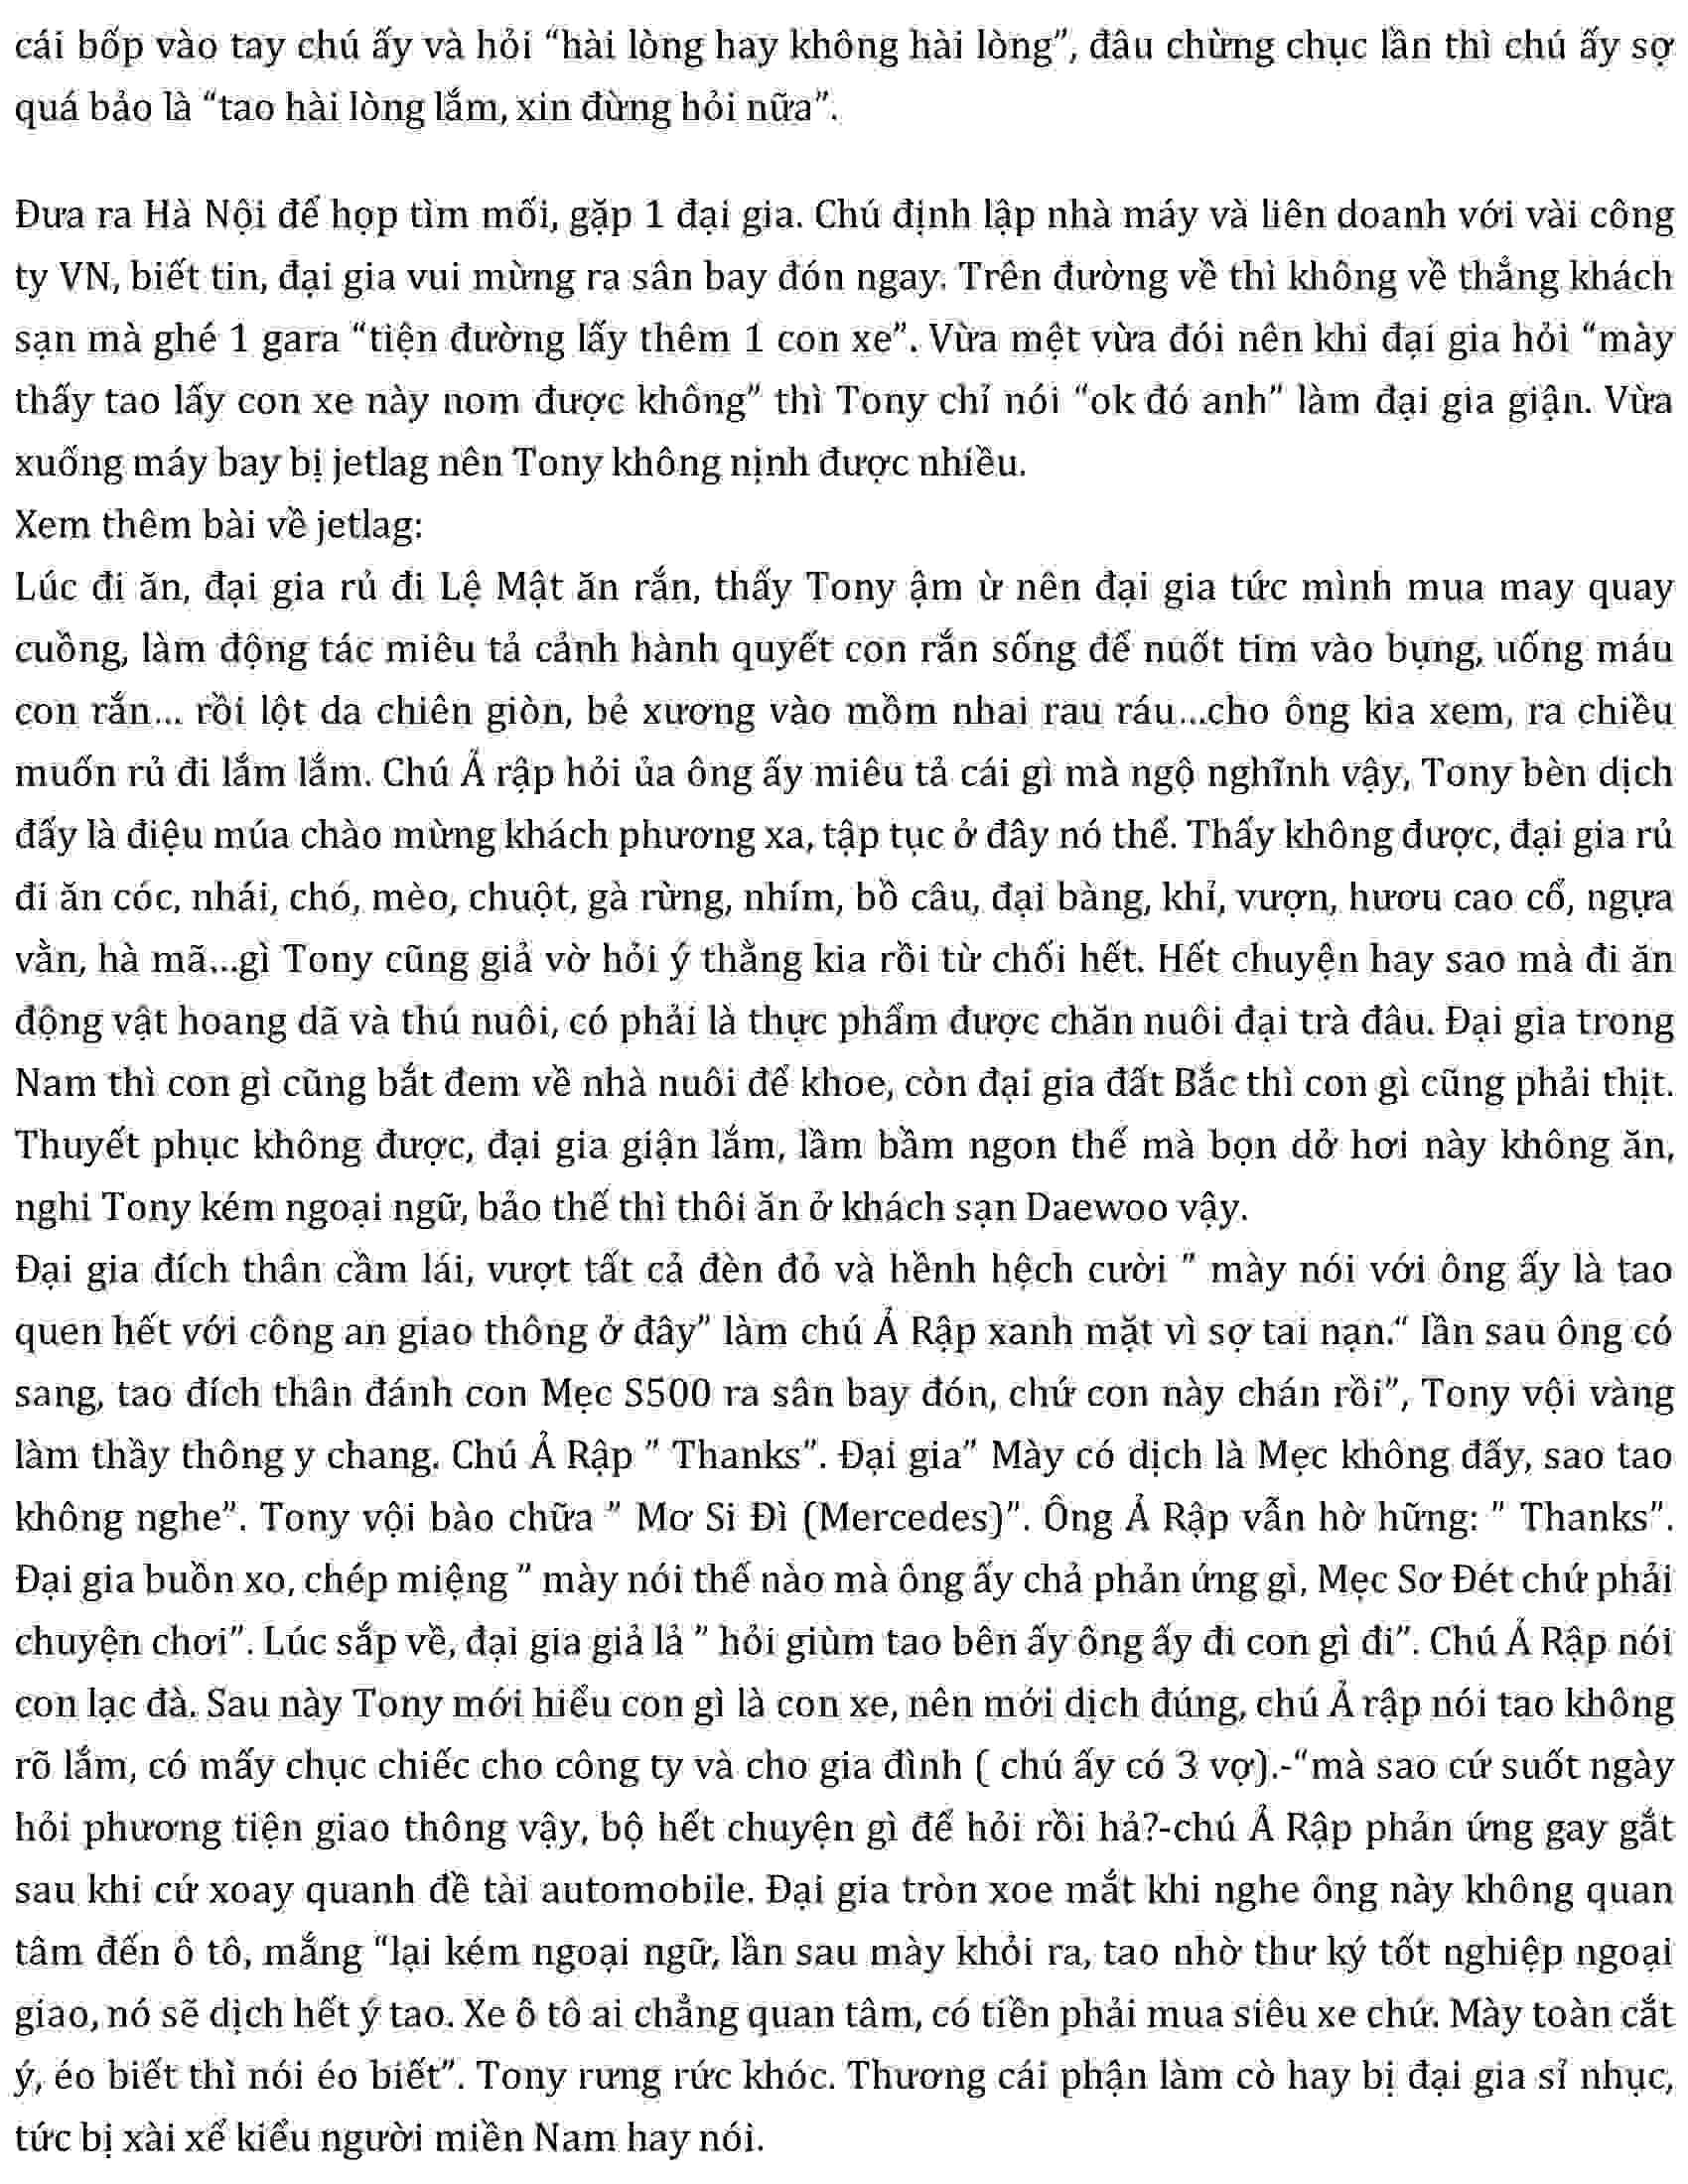 cái bốp vào tay chú ấy và hỏi “hài lòng hay không hài lòng”, đâu chừng chục lần thì chú ấy sợ
quá bảo là “tao hài lòng lắm, xin đừng hỏi nữa”.
Đưa ra Hà Nội để họp tìm mối, gặp 1 đại gia. Chú định lập nhà máy và liên doanh với vài công
ty VN, biết tin, đại gia vui mừng ra sân bay đón ngay. Trên đường về thì không về thẳng khách
sạn mà ghé 1 gara “tiện đường lấy thêm 1 con xe”. Vừa mệt vừa đói nên khi đại gia hỏi “mày
thấy tao lấy con xe này nom được không” thì Tony chỉ nói “ok đó anh” làm đại gia giận. Vừa
xuống máy bay bị jetlag nên Tony không nịnh được nhiều.
Xem thêm bài về jetlag:
Lúc đi ăn, đại gia rủ đi Lệ Mật ăn rắn, thấy Tony ậm ừ nên đại gia tức mình mua may quay
cuồng, làm động tác miêu tả cảnh hành quyết con rắn sống để nuốt tim vào bụng, uống máu
con rắn... rồi lột da chiên giòn, bẻ xương vào mồm nhai rau ráu...cho ông kia xem, ra chiều
muốn rủ đi lắm lắm. Chú Ả rập hỏi ủa ông ấy miêu tả cái gì mà ngộ nghĩnh vậy, Tony bèn dịch
đấy là điệu múa chào mừng khách phương xa, tập tục ở đây nó thế. Thấy không được, đại gia rủ
đi ăn cóc, nhái, chó, mèo, chuột, gà rừng, nhím, bồ câu, đại bàng, khỉ, vượn, hươu cao cổ, ngựa
vằn, hà mã...gì Tony cũng giả vờ hỏi ý thằng kia rồi từ chối hết. Hết chuyện hay sao mà đi ăn
động vật hoang dã và thú nuôi, có phải là thực phẩm được chăn nuôi đại trà đâu. Đại gia trong
Nam thì con gì cũng bắt đem về nhà nuôi để khoe, còn đại gia đất Bắc thì con gì cũng phải thịt.
Thuyết phục không được, đại gia giận lắm, lầm bầm ngon thế mà bọn dở hơi này không ăn,
nghi Tony kém ngoại ngữ, bảo thế thì thôi ăn ở khách sạn Daewoo vậy.
Đại gia đích thân cầm lái, vượt tất cả đèn đỏ và hềnh hệch cười ” mày nói với ông ấy là tao
quen hết với công an giao thông ở đây” làm chú Ả Rập xanh mặt vì sợ tai nạn.“ lần sau ông có
sang, tao đích thân đánh con Mẹc S500 ra sân bay đón, chứ con này chán rồi”, Tony vội vàng
làm thầy thông y chang. Chú Ả Rập ” Thanks”. Đại gia” Mày có dịch là Mẹc không đấy, sao tao
không nghe”. Tony vội bào chữa ” Mơ Si Đì (Mercedes)”. Ông Ả Rập vẫn hờ hững: ” Thanks”.
Đại gia buồn xo, chép miệng ” mày nói thế nào mà ông ấy chả phản ứng gì, Mẹc Sơ Đét chứ phải
chuyện chơi”. Lúc sắp về, đại gia giả lả ” hỏi giùm tao bên ấy ông ấy đi con gì đi”. Chú Ả Rập nói
con lạc đà. Sau này Tony mới hiểu con gì là con xe, nên mới dịch đúng, chú Ả rập nói tao không
rõ lắm, có mấy chục chiếc cho công ty và cho gia đình ( chú ấy có 3 vợ).-“mà sao cứ suốt ngày
hỏi phương tiện giao thông vậy, bộ hết chuyện gì để hỏi rồi hả?-chú Ả Rập phản ứng gay gắt
sau khi cứ xoay quanh đề tài automobile. Đại gia tròn xoe mắt khi nghe ông này không quan
tâm đến ô tô, mắng “lại kém ngoại ngữ, lần sau mày khỏi ra, tao nhờ thư ký tốt nghiệp ngoại
giao, nó sẽ dịch hết ý tao. Xe ô tô ai chẳng quan tâm, có tiền phải mua siêu xe chứ. Mày toàn cắt
ý, éo biết thì nói éo biết”. Tony rưng rức khóc. Thương cái phận làm cò hay bị đại gia sỉ nhục,
tức bị xài xể kiểu người miền Nam hay nói.